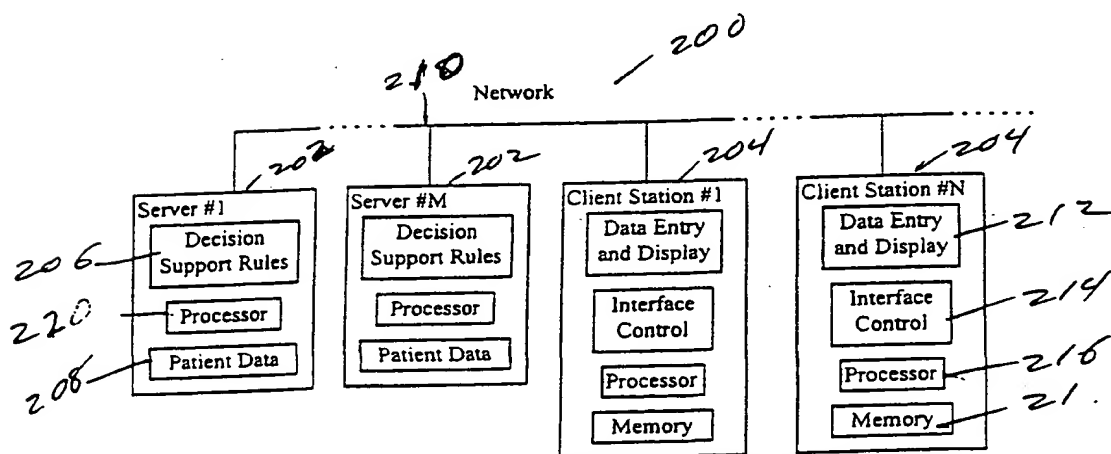 200
Network
202 202 204 204
Server #1
Decision
Support Rules
Processor
Patient Data
206
220
208
Server #M
Decision
Support Rules
Processor
Patient Data
Client Station #1
Data Entry
and Display
Interface
Control
Processor
Memory
Client Station #N
Data Entry
and Display
Interface
Control
Processor
Memory
212
214
216